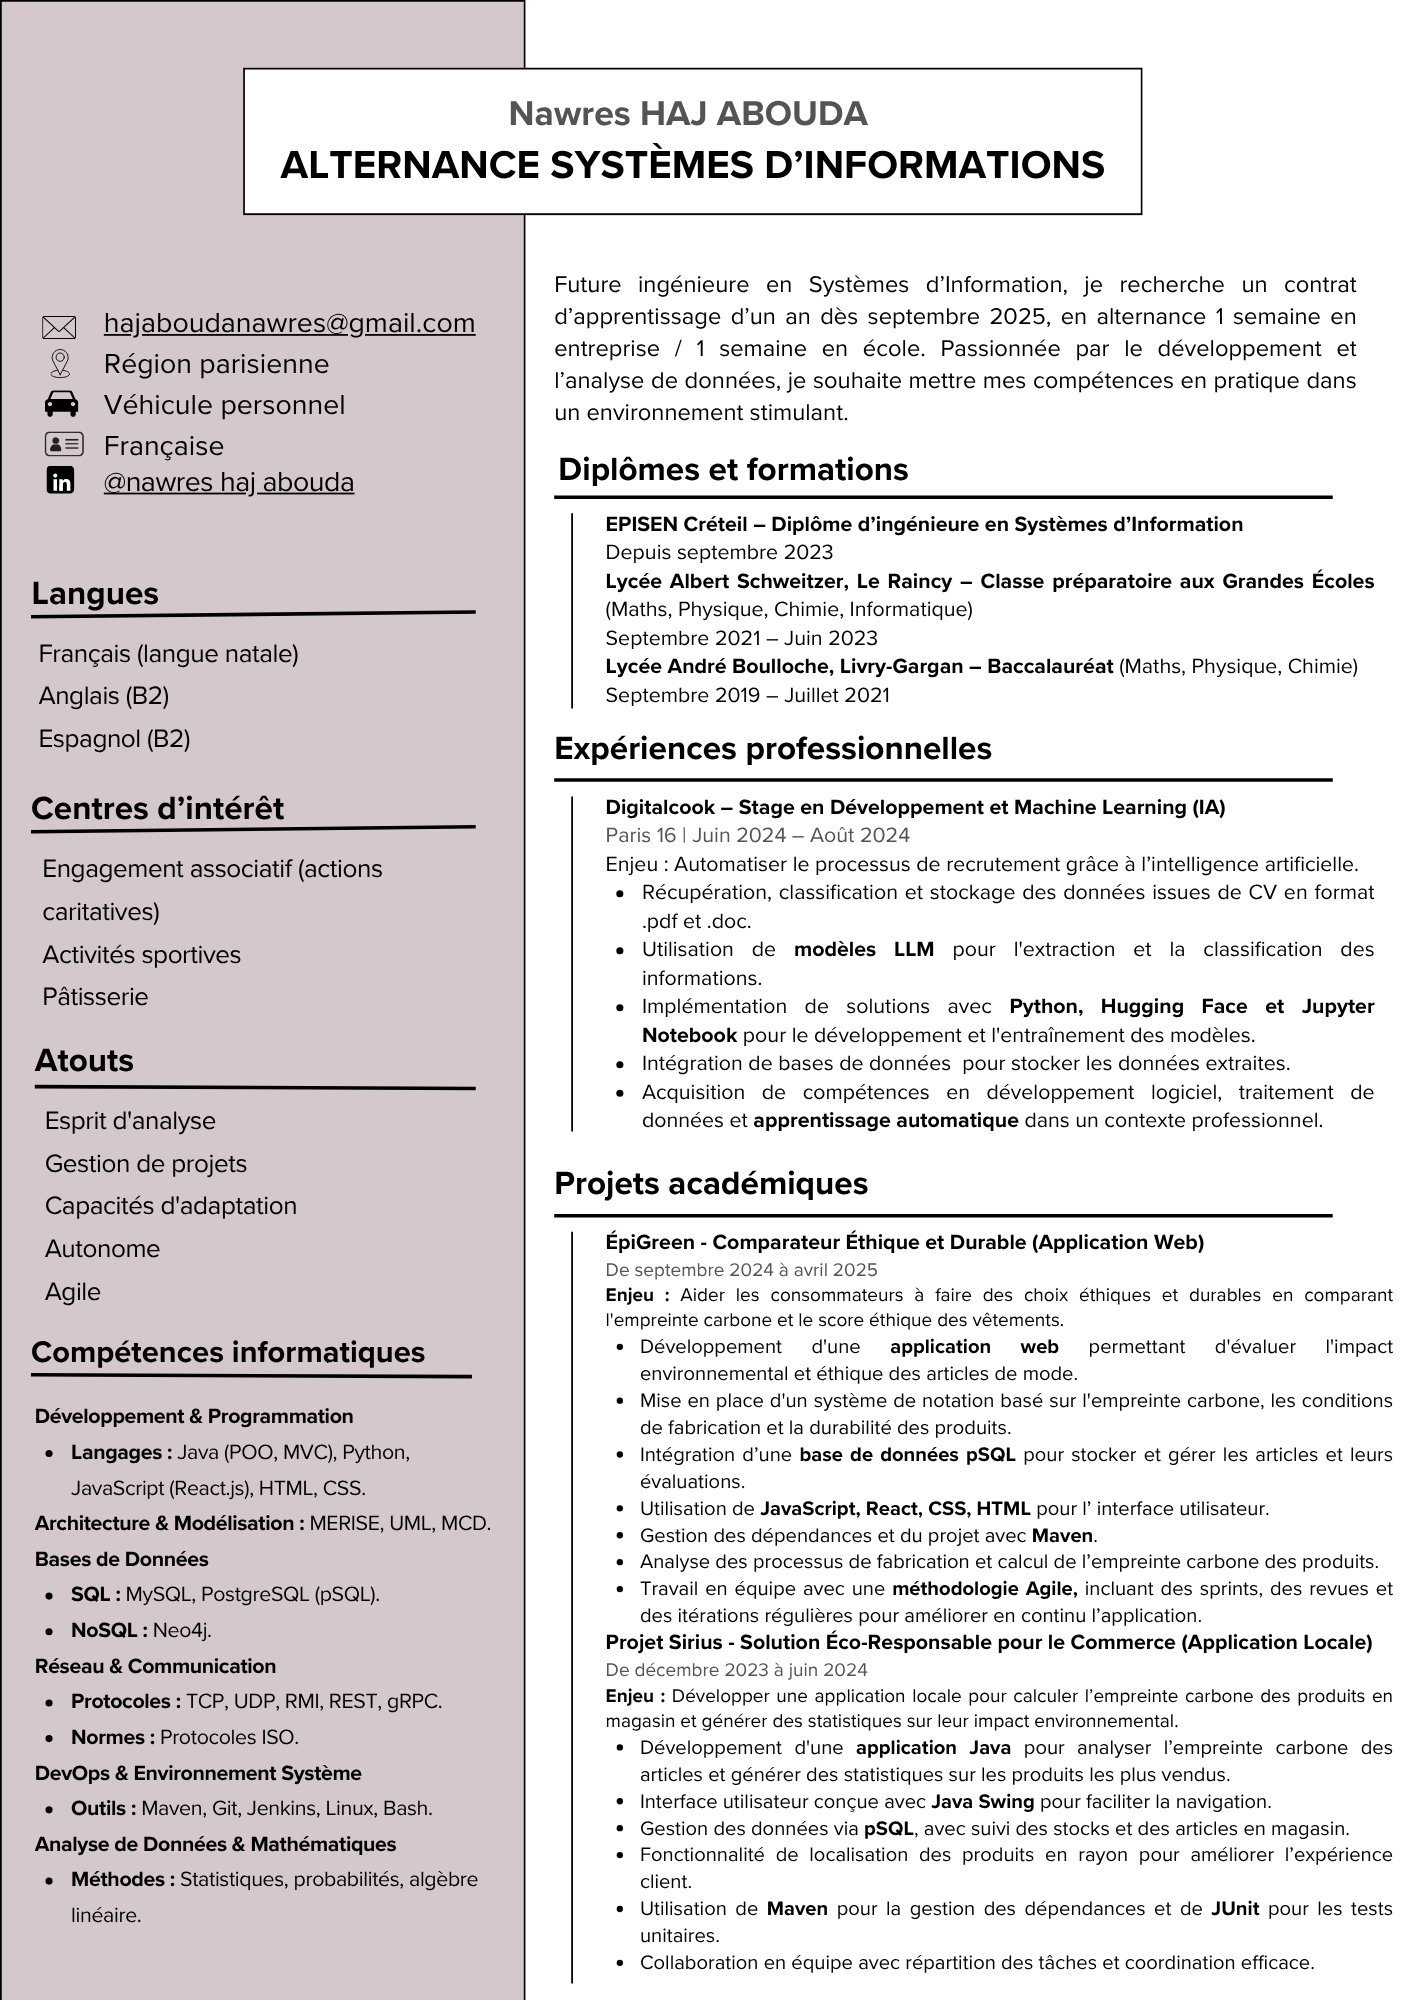 Nawres HAJ ABOUDA
ALTERNANCE SYSTÈMES D’INFORMATIONS
hajaboudanawres@gmail.com
Région parisienne
Véhicule personnel
Française
in
@nawres haj abouda
Langues
Français (langue natale)
Anglais (B2)
Espagnol (B2)
Centres d’intérêt
Engagement associatif (actions
caritatives)
Activités sportives
Pâtisserie
Atouts
Esprit d'analyse
Gestion de projets
Capacités d'adaptation
Autonome
Agile
Compétences informatiques
Développement & Programmation
• Langages : Java (POO, MVC), Python,
JavaScript (React.js), HTML, CSS.
Architecture & Modélisation : MERISE, UML, MCD.
Bases de Données
• SQL : MySQL, PostgreSQL (pSQL).
• NoSQL : Neo4j.
Réseau & Communication
• Protocoles : TCP, UDP, RMI, REST, gRPC.
• Normes : Protocoles ISO.
DevOps & Environnement Système
• Outils : Maven, Git, Jenkins, Linux, Bash.
Analyse de Données & Mathématiques
• Méthodes : Statistiques, probabilités, algèbre
linéaire.
Future ingénieure en Systèmes d’Information, je recherche un contrat
d’apprentissage d’un an dès septembre 2025, en alternance 1 semaine en
entreprise / 1 semaine en école. Passionnée par le développement et
l’analyse de données, je souhaite mettre mes compétences en pratique dans
un environnement stimulant.
Diplômes et formations
EPISEN Créteil – Diplôme d’ingénieure en Systèmes d’Information
Depuis septembre 2023
Lycée Albert Schweitzer, Le Raincy – Classe préparatoire aux Grandes Écoles
(Maths, Physique, Chimie, Informatique)
Septembre 2021 – Juin 2023
Lycée André Boulloche, Livry-Gargan – Baccalauréat (Maths, Physique, Chimie)
Septembre 2019 – Juillet 2021
Expériences professionnelles
Digitalcook – Stage en Développement et Machine Learning (IA)
Paris 16 | Juin 2024 – Août 2024
Enjeu : Automatiser le processus de recrutement grâce à l’intelligence artificielle.
• Récupération, classification et stockage des données issues de CV en format
.pdf et .doc.
• Utilisation de modèles LLM pour l'extraction et la classification des
informations.
• Implémentation de solutions avec Python, Hugging Face et Jupyter
Notebook pour le développement et l'entraînement des modèles.
• Intégration de bases de données  pour stocker les données extraites.
• Acquisition de compétences en développement logiciel, traitement de
données et apprentissage automatique dans un contexte professionnel.
Projets académiques
ÉpiGreen - Comparateur Éthique et Durable (Application Web)
De septembre 2024 à avril 2025
Enjeu : Aider les consommateurs à faire des choix éthiques et durables en comparant
l'empreinte carbone et le score éthique des vêtements.
• Développement d'une application web permettant d'évaluer l'impact
environnemental et éthique des articles de mode.
• Mise en place d'un système de notation basé sur l'empreinte carbone, les conditions
de fabrication et la durabilité des produits.
• Intégration d’une base de données pSQL pour stocker et gérer les articles et leurs
évaluations.
• Utilisation de JavaScript, React, CSS, HTML pour l’ interface utilisateur.
• Gestion des dépendances et du projet avec Maven.
• Analyse des processus de fabrication et calcul de l’empreinte carbone des produits.
• Travail en équipe avec une méthodologie Agile, incluant des sprints, des revues et
des itérations régulières pour améliorer en continu l’application.
Projet Sirius - Solution Éco-Responsable pour le Commerce (Application Locale)
De décembre 2023 à juin 2024
Enjeu : Développer une application locale pour calculer l’empreinte carbone des produits en
magasin et générer des statistiques sur leur impact environnemental.
• Développement d'une application Java pour analyser l’empreinte carbone des
articles et générer des statistiques sur les produits les plus vendus.
• Interface utilisateur conçue avec Java Swing pour faciliter la navigation.
• Gestion des données via pSQL, avec suivi des stocks et des articles en magasin.
• Fonctionnalité de localisation des produits en rayon pour améliorer l’expérience
client.
• Utilisation de Maven pour la gestion des dépendances et de JUnit pour les tests
unitaires.
• Collaboration en équipe avec répartition des tâches et coordination efficace.